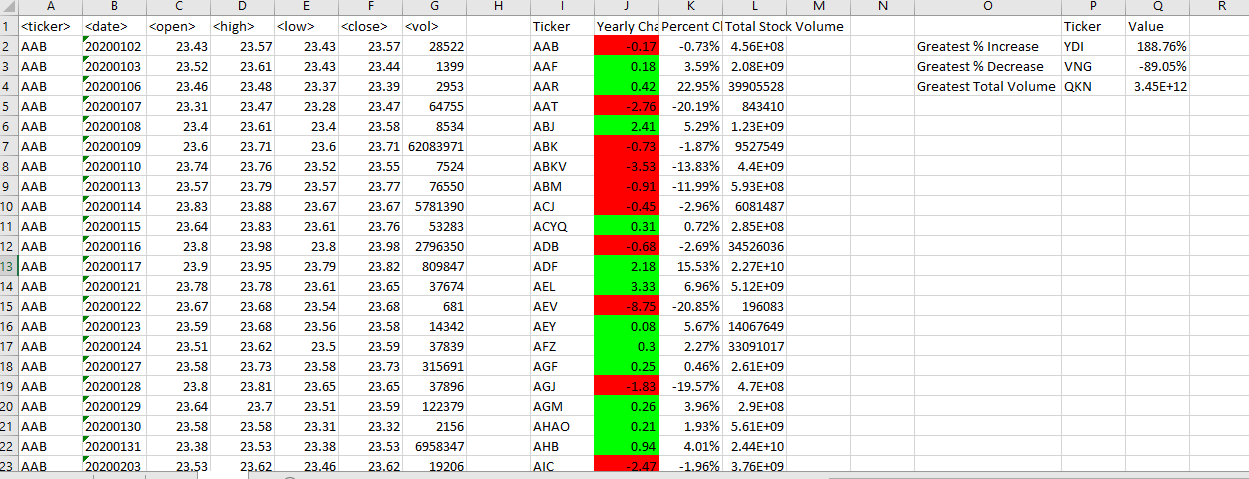 A B C D E F G H I J K L M N O P Q R
1 <ticker> <date> <open> <high> <low> <close> <vol> Ticker Yearly Cha Percent Cl Total Stock Volume Ticker Value
2 AAB 20200102 23.43 23.57 23.43 23.57 28522 AAB -0.17 -0.73% 4.56E+08 Greatest % Increase YDI 188.76%
3 AAB 20200103 23.52 23.61 23.43 23.44 1399 AAF 0.18 3.59% 2.08E+09 Greatest % Decrease VNG -89.05%
4 AAB 20200106 23.46 23.48 23.37 23.39 2953 AAR 0.42 22.95% 39905528 Greatest Total Volume QKN 3.45E+12
5 AAB 20200107 23.31 23.47 23.28 23.47 64755 AAT -2.76 -20.19% 843410
6 AAB 20200108 23.4 23.61 23.4 23.58 8534 ABJ 2.41 5.29% 1.23E+09
7 AAB 20200109 23.6 23.71 23.6 23.71 62083971 ABK -0.73 -1.87% 9527549
8 AAB 20200110 23.74 23.76 23.52 23.55 7524 ABKV -3.53 -13.83% 4.4E+09
9 AAB 20200113 23.57 23.79 23.57 23.77 76550 ABM -0.91 -11.99% 5.93E+08
10 AAB 20200114 23.83 23.88 23.67 23.67 5781390 ACJ -0.45 -2.96% 6081487
11 AAB 20200115 23.64 23.83 23.61 23.76 53283 ACYQ 0.31 0.72% 2.85E+08
12 AAB 20200116 23.8 23.98 23.8 23.98 2796350 ADB -0.68 -2.69% 34526036
13 AAB 20200117 23.9 23.95 23.79 23.82 809847 ADF 2.18 15.53% 2.27E+10
14 AAB 20200121 23.78 23.78 23.61 23.65 37674 AEL 3.33 6.96% 5.12E+09
15 AAB 20200122 23.67 23.68 23.54 23.68 681 AEV -8.75 -20.85% 196083
16 AAB 20200123 23.59 23.68 23.56 23.58 14342 AEY 0.08 5.67% 14067649
17 AAB 20200124 23.51 23.62 23.5 23.59 37839 AFZ 0.3 2.27% 33091017
18 AAB 20200127 23.58 23.73 23.58 23.73 315691 AGF 0.25 0.46% 2.61E+09
19 AAB 20200128 23.8 23.81 23.65 23.65 37896 AGJ -1.83 -19.57% 4.7E+08
20 AAB 20200129 23.64 23.7 23.51 23.59 122379 AGM 0.26 3.96% 2.9E+08
21 AAB 20200130 23.58 23.58 23.31 23.32 2156 AHAO 0.21 1.93% 5.61E+09
22 AAB 20200131 23.38 23.53 23.38 23.53 6958347 AHB 0.94 4.01% 2.44E+10
23 AAB 20200203 23.53 23.62 23.46 23.62 19206 AIC -2.47 -1.96% 3.76E+09